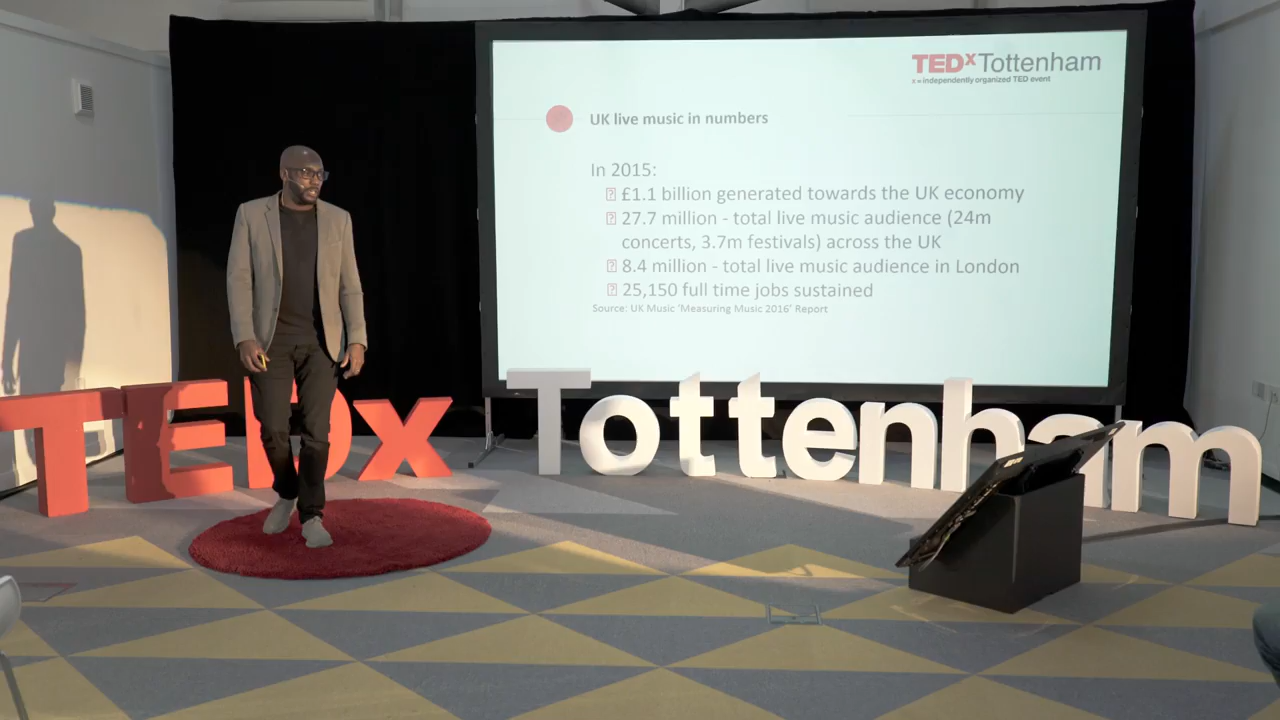 TEDxTottenham
x = independently organized TED event
UK live music in numbers
In 2015:
£1.1 billion generated towards the UK economy
27.7 million - total live music audience (24m
concerts, 3.7m festivals) across the UK
8.4 million - total live music audience in London
25,150 full time jobs sustained
Source: UK Music 'Measuring Music 2016' Report
TEDx Tottenham